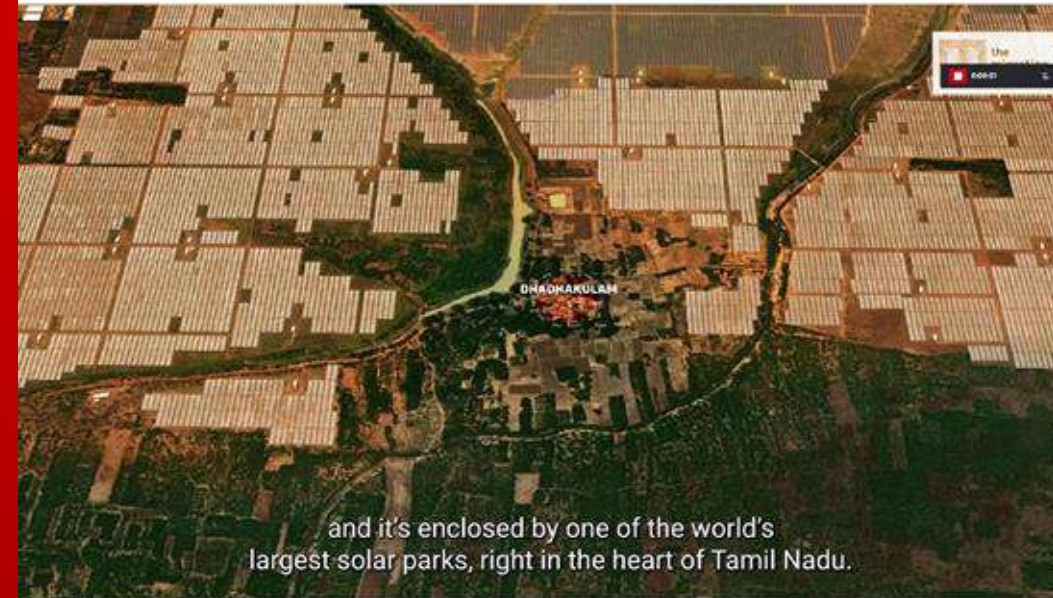 the
DHADHAKULAM
and it's enclosed by one of the world's
largest solar parks, right in the heart of Tamil Nadu.